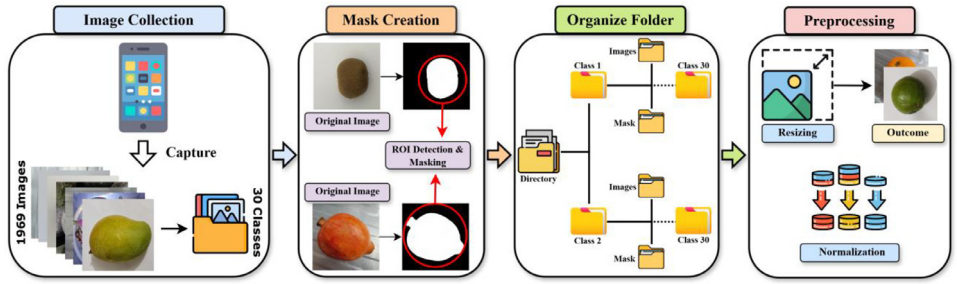 Image Collection
Capture
1969 Images
30 Classes
Mask Creation
Original Image
ROI Detection &
Masking
Original Image
Organize Folder
Images
Class 1
Class 30
Mask
Directory
Images
Class 2
Class 30
Mask
Preprocessing
Resizing
Outcome
Normalization